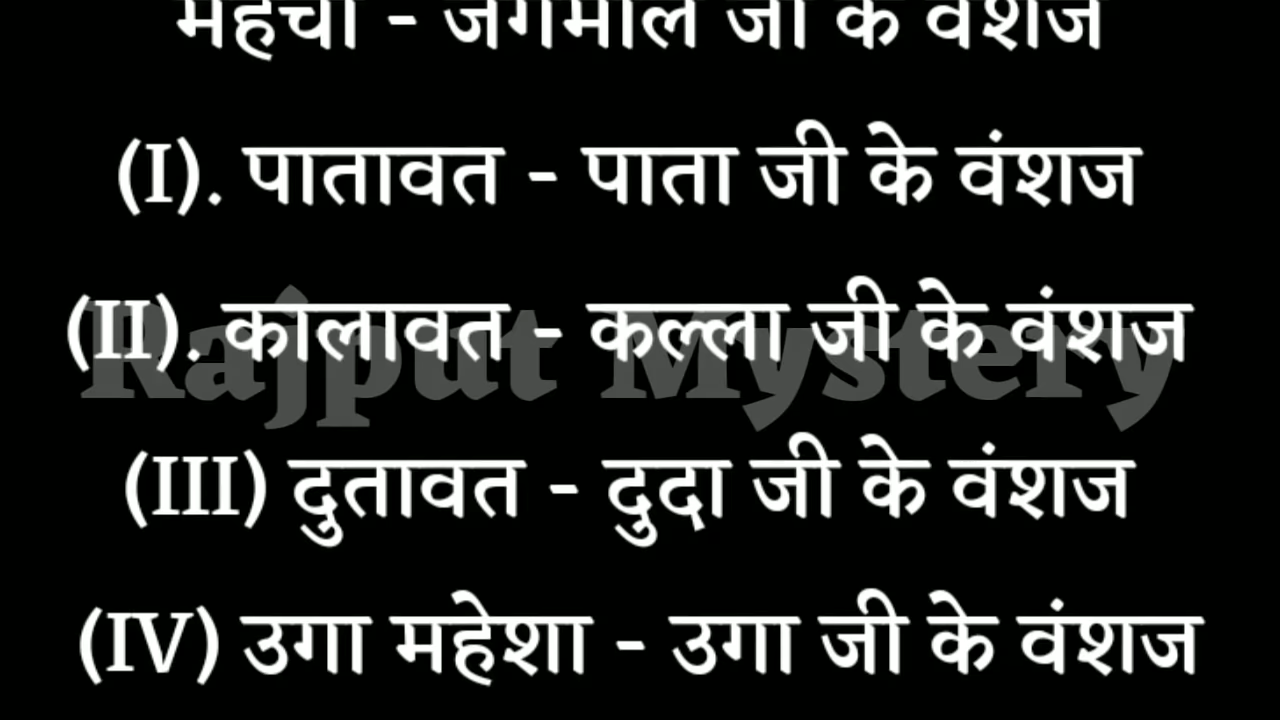 महेचा - जगमाल जी के वंशज
(I). पातावत - पाता जी के वंशज
(II). कालावत - कल्ला जी के वंशज
Rajput Mystery
(III) दुतावत - दुदा जी के वंशज
(IV) उगा महेशा - उगा जी के वंशज